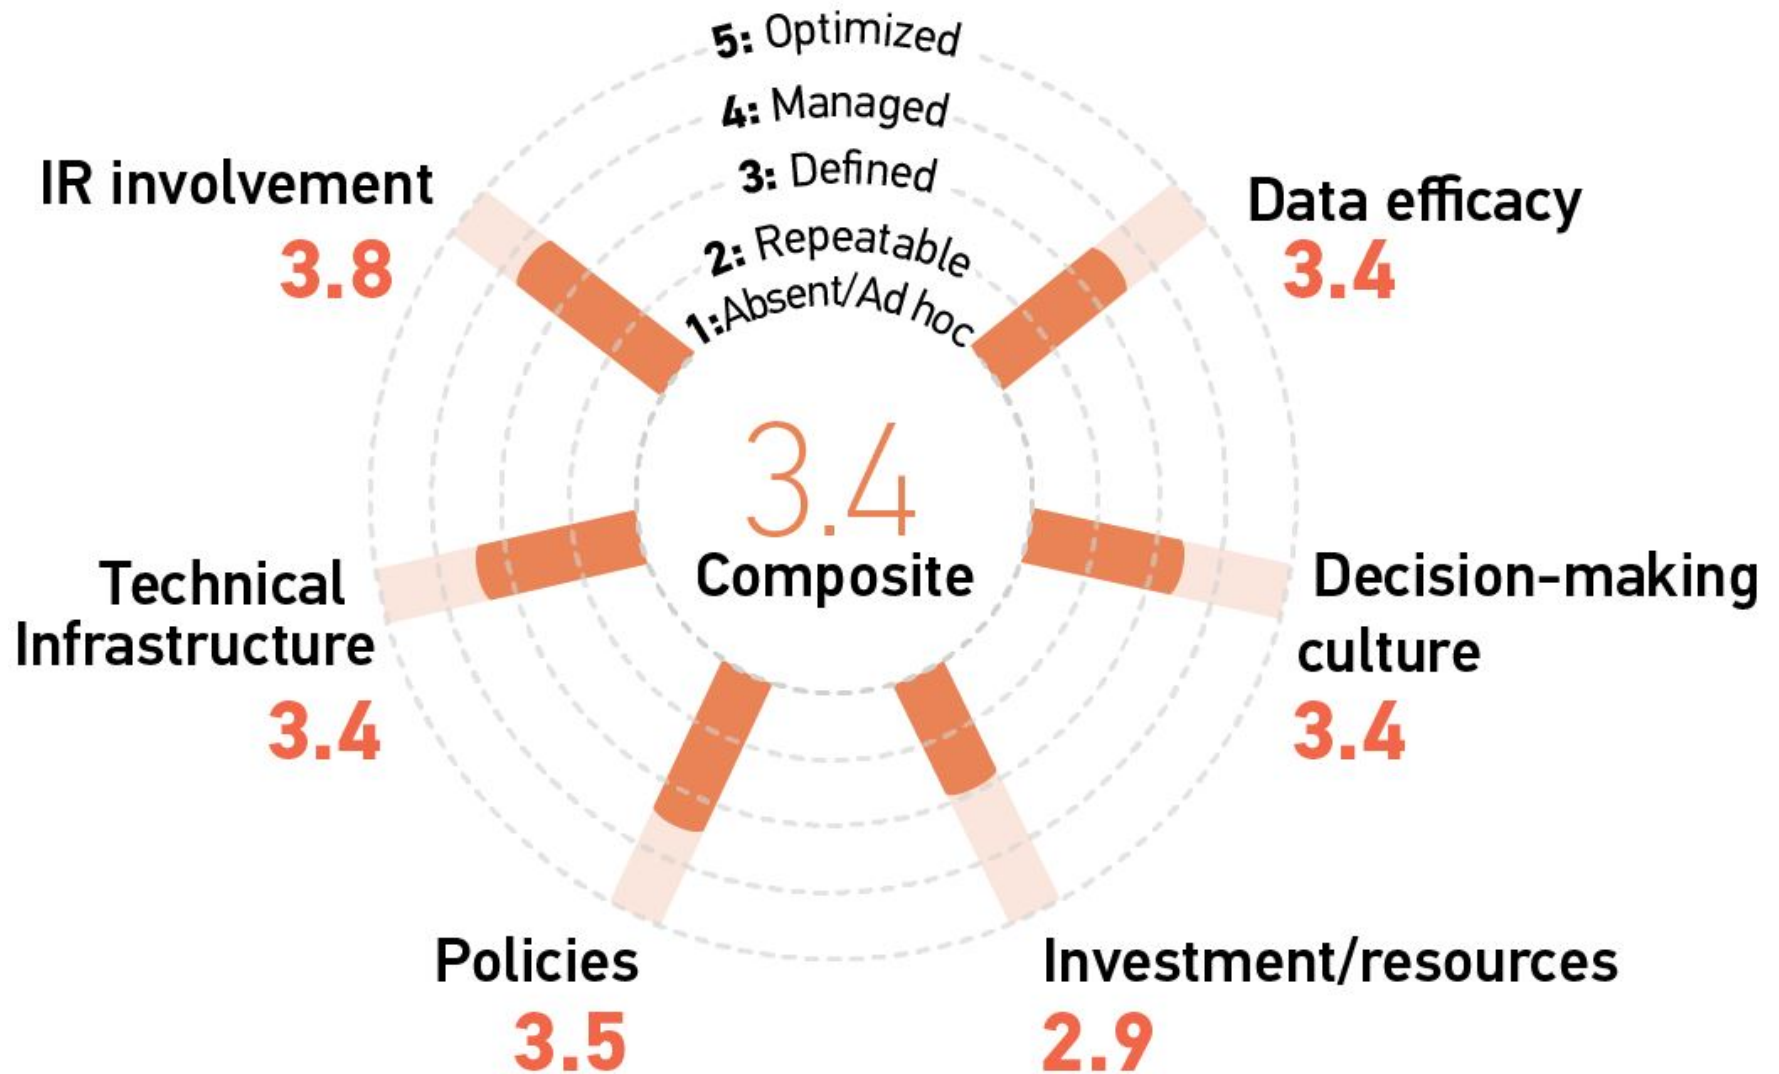 5: Optimized
4: Managed
3: Defined
2: Repeatable
1:Absent/Ad hoc
IR involvement
3.8
Data efficacy
3.4
3.4
Composite
Technical
Infrastructure
3.4
Decision-making
culture
3.4
Policies
3.5
Investment/resources
2.9